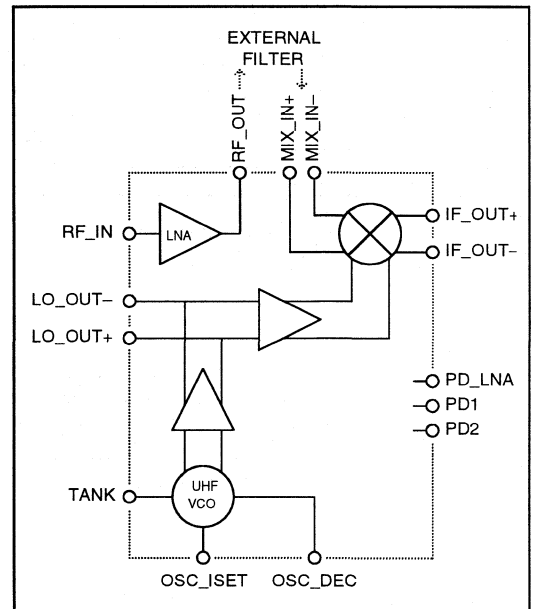 EXTERNAL
FILTER
RF_OUT
MIX_IN+
MIX_IN−
RF_IN
LNA
IF_OUT+
IF_OUT−
LO_OUT−
LO_OUT+
PD_LNA
PD1
PD2
TANK
UHF
VCO
OSC_ISET
OSC_DEC